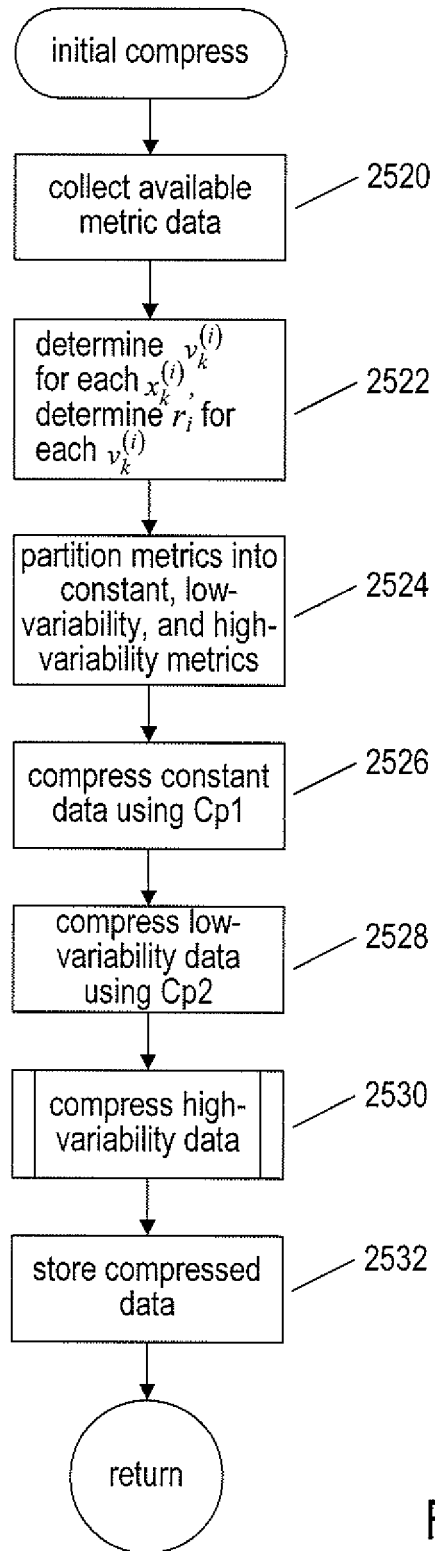 initial compress
collect available
metric data
2520
determine v_k^(i)
for each x_k^(i),
determine r_i for
each v_k^(i)
2522
partition metrics into
constant, low-
variability, and high-
variability metrics
2524
compress constant
data using Cp1
2526
compress low-
variability data
using Cp2
2528
compress high-
variability data
2530
store compressed
data
2532
return
F